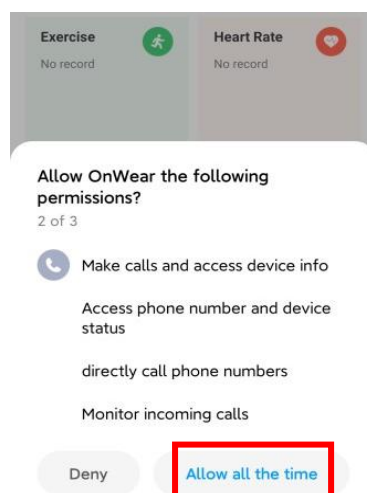 Exercise
Heart Rate
No record
No record
Allow OnWear the following
permissions?
2 of 3
Make calls and access device info
Access phone number and device
status
directly call phone numbers
Monitor incoming calls
Deny
Allow all the time